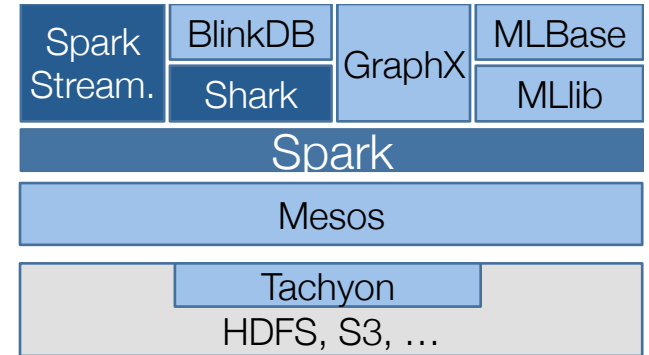 Spark
Stream.
BlinkDB
Shark
GraphX
MLBase
MLlib
Spark
Mesos
Tachyon
HDFS, S3, …